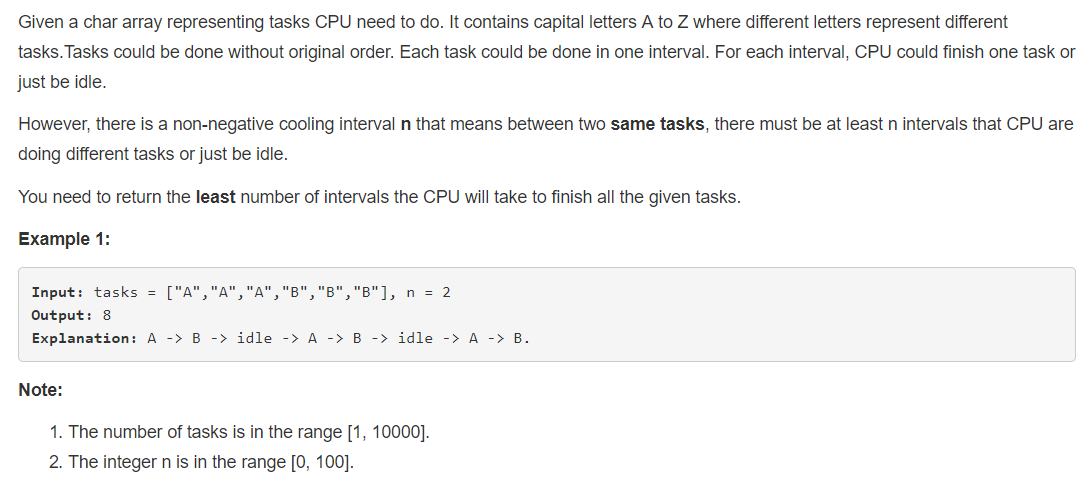 Given a char array representing tasks CPU need to do. It contains capital letters A to Z where different letters represent different
tasks.Tasks could be done without original order. Each task could be done in one interval. For each interval, CPU could finish one task or
just be idle.
However, there is a non-negative cooling interval n that means between two same tasks, there must be at least n intervals that CPU are
doing different tasks or just be idle.
You need to return the least number of intervals the CPU will take to finish all the given tasks.
Example 1:
Input: tasks = ["A","A","A","B","B","B"], n = 2
Output: 8
Explanation: A -> B -> idle -> A -> B -> idle -> A -> B.
Note:
1. The number of tasks is in the range [1, 10000].
2. The integer n is in the range [0, 100].